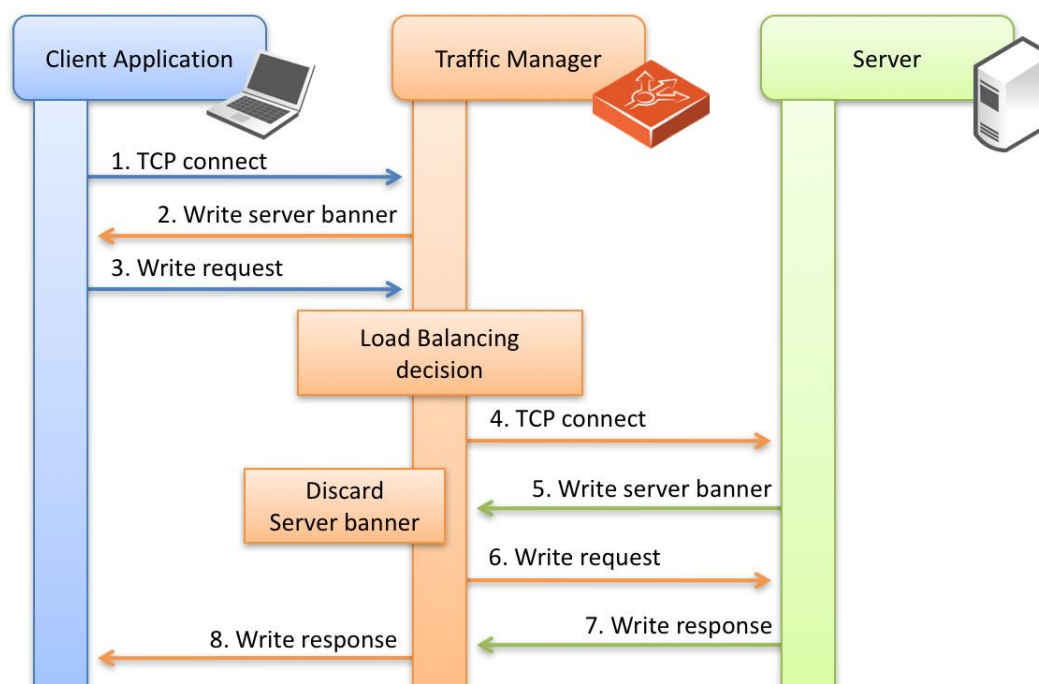 Client Application
Traffic Manager
Server
1. TCP connect
2. Write server banner
3. Write request
Load Balancing
decision
4. TCP connect
5. Write server banner
Discard
Server banner
6. Write request
7. Write response
8. Write response